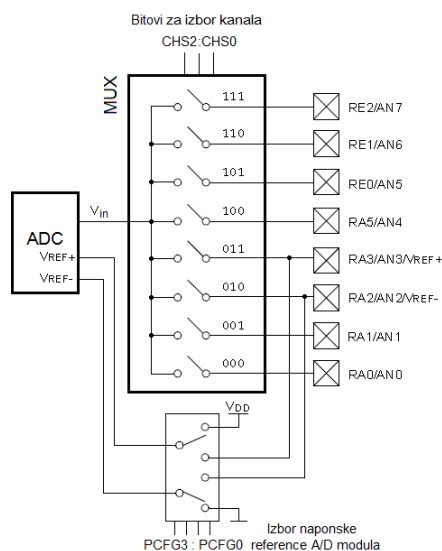 Bitovi za izbor kanala
CHS2:CHS0
MUX
111
RE2/AN7
110
RE1/AN6
101
RE0/AN5
Vin
100
RA5/AN4
ADC
VREF+
VREF-
011
RA3/AN3/VREF+
010
RA2/AN2/VREF-
001
RA1/AN1
000
RA0/AN0
VDD
Izbor naponske
PCFG3 : PCFG0 reference A/D modula